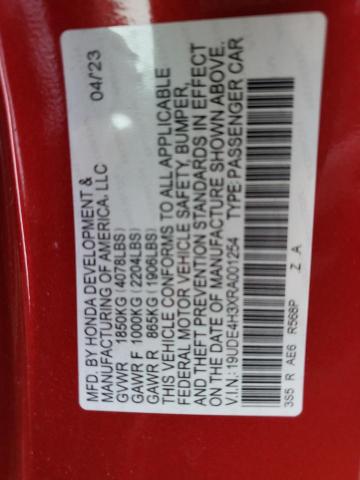 MFD. BY HONDA DEVELOPMENT & 04/23
MANUFACTURING OF AMERICA, LLC
GVWR 1850KG (4078LBS)
GAWR F 1000KG (2204LBS)
GAWR R 865KG (1906LBS)
THIS VEHICLE CONFORMS TO ALL APPLICABLE
FEDERAL MOTOR VEHICLE SAFETY, BUMPER,
AND THEFT PREVENTION STANDARDS IN EFFECT
ON THE DATE OF MANUFACTURE SHOWN ABOVE.
V.I.N.:19UDE4H3XRA001254 TYPE:PASSENGER CAR
3S5 R AE6 R568P Z A